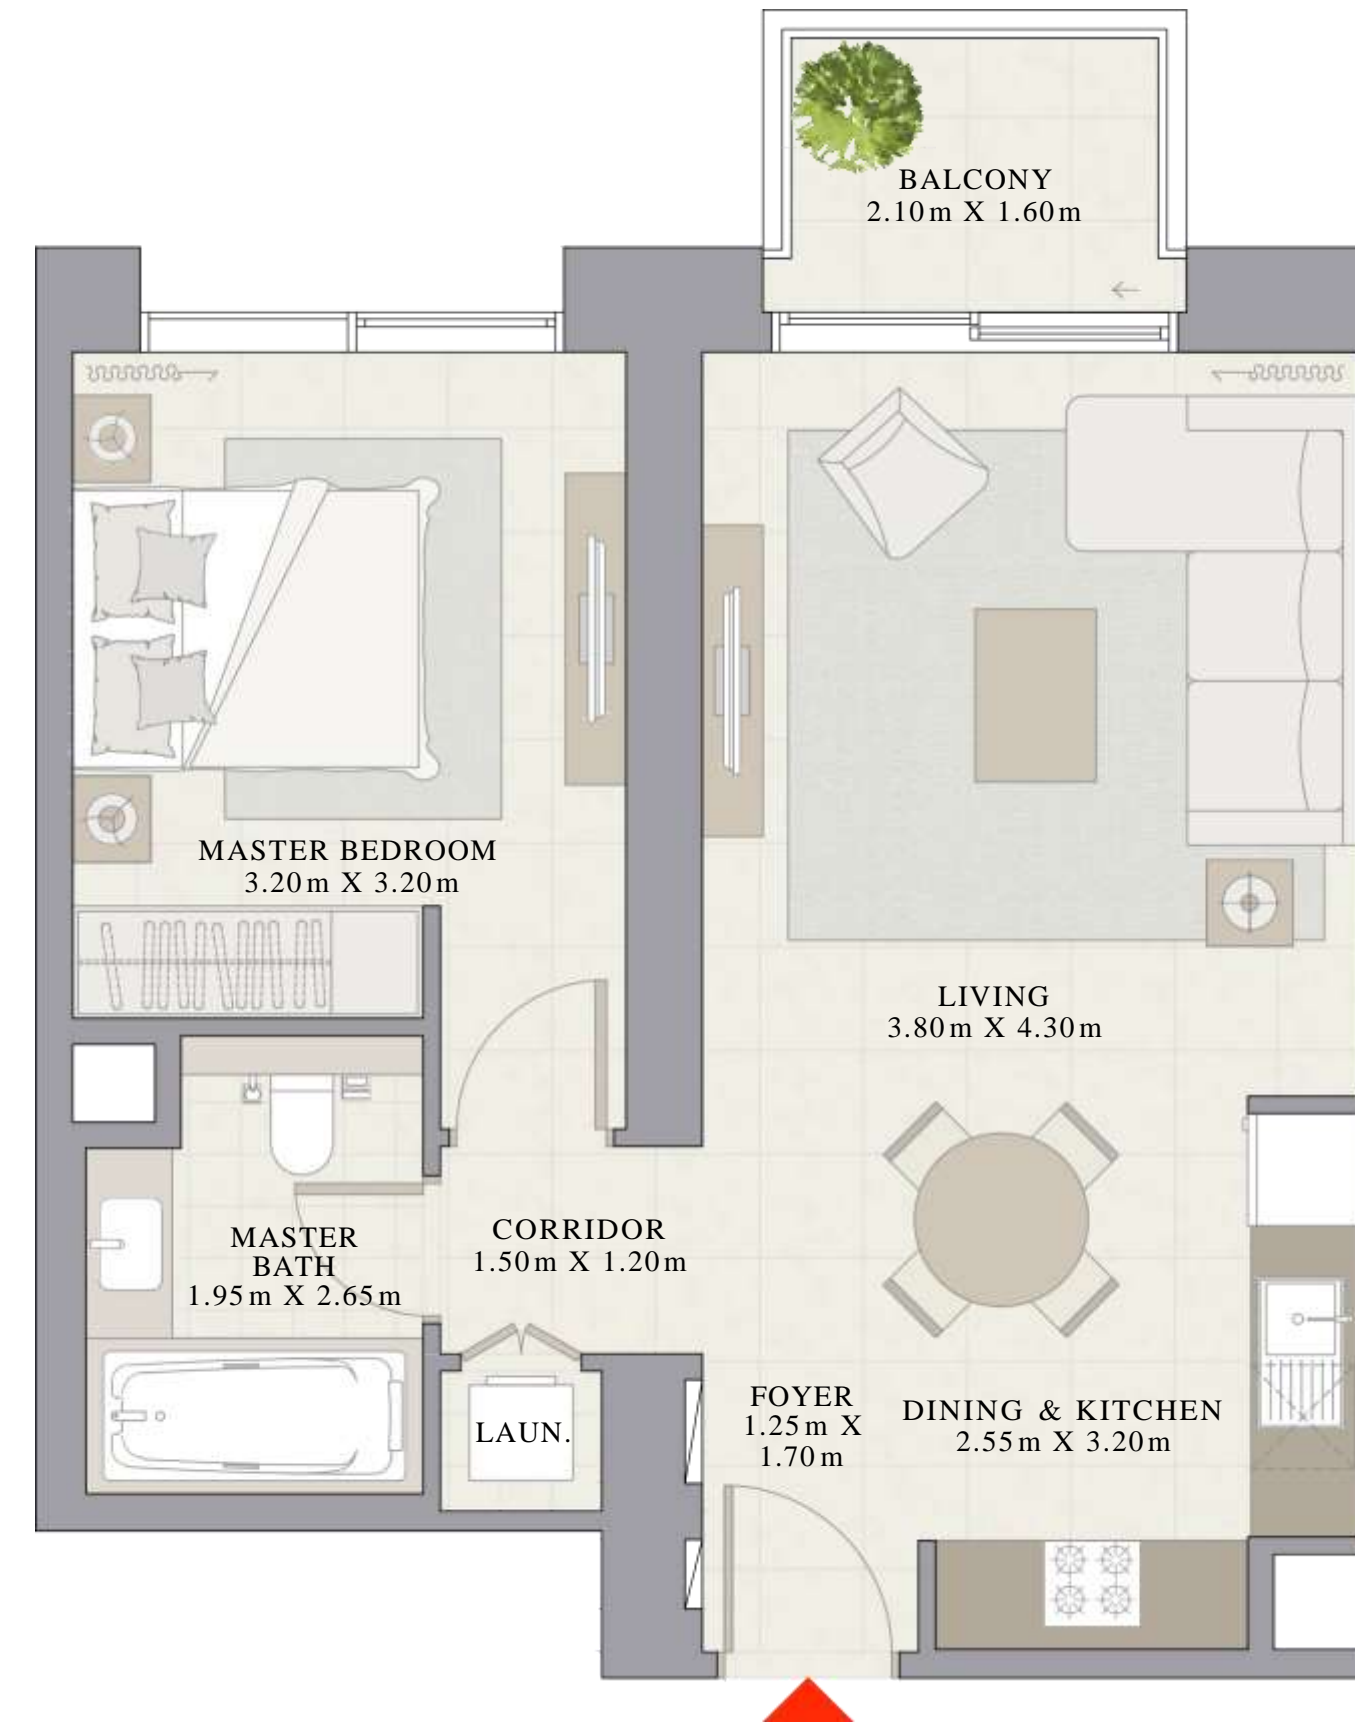 BALCONY
2.10m X 1.60m
MASTER BEDROOM
3.20m X 3.20m
LIVING
3.80m X 4.30m
MASTER
BATH
1.95m X 2.65m
CORRIDOR
1.50m X 1.20m
LAUN.
FOYER
1.25m X
1.70m
DINING & KITCHEN
2.55m X 3.20m